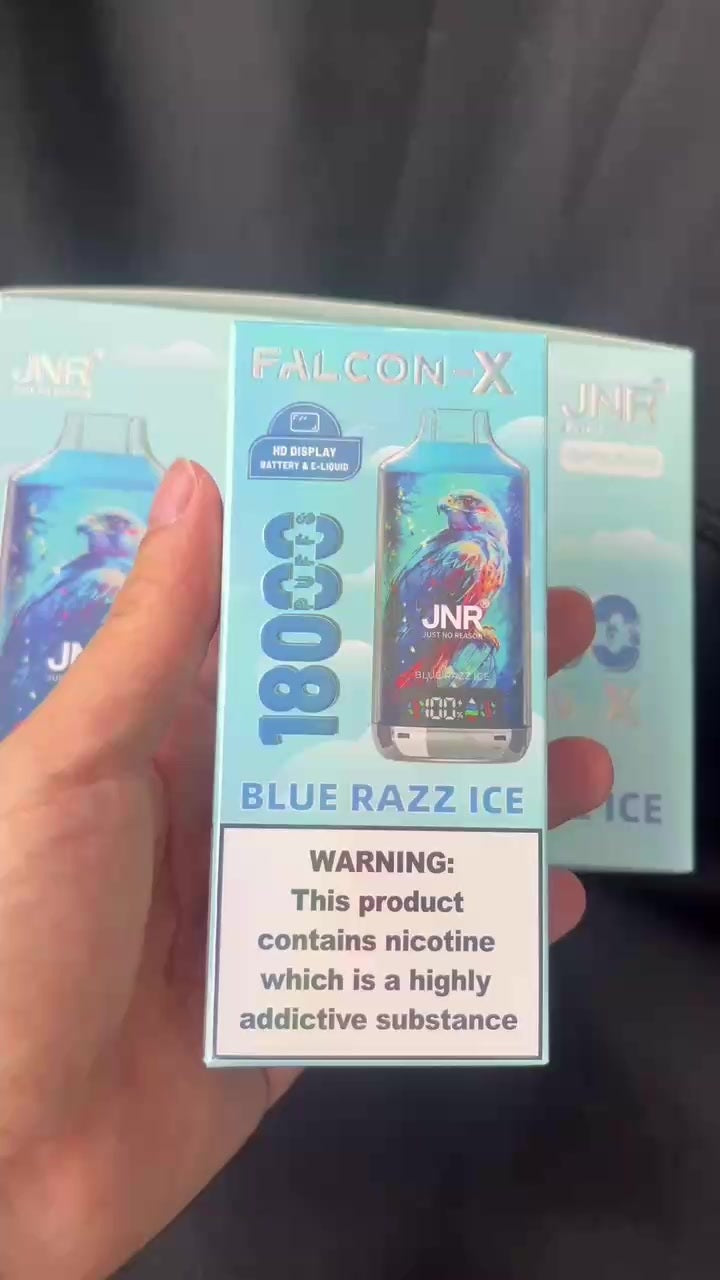 JNR
FALCON-X
HD DISPLAY
BATTERY & E-LIQUID
18000
PUFFS
JNR®
JUST NO REASON
BLUE RAZZ ICE
100%
BLUE RAZZ ICE
WARNING:
This product
contains nicotine
which is a highly
addictive substance
JN
JNR
X
ICE